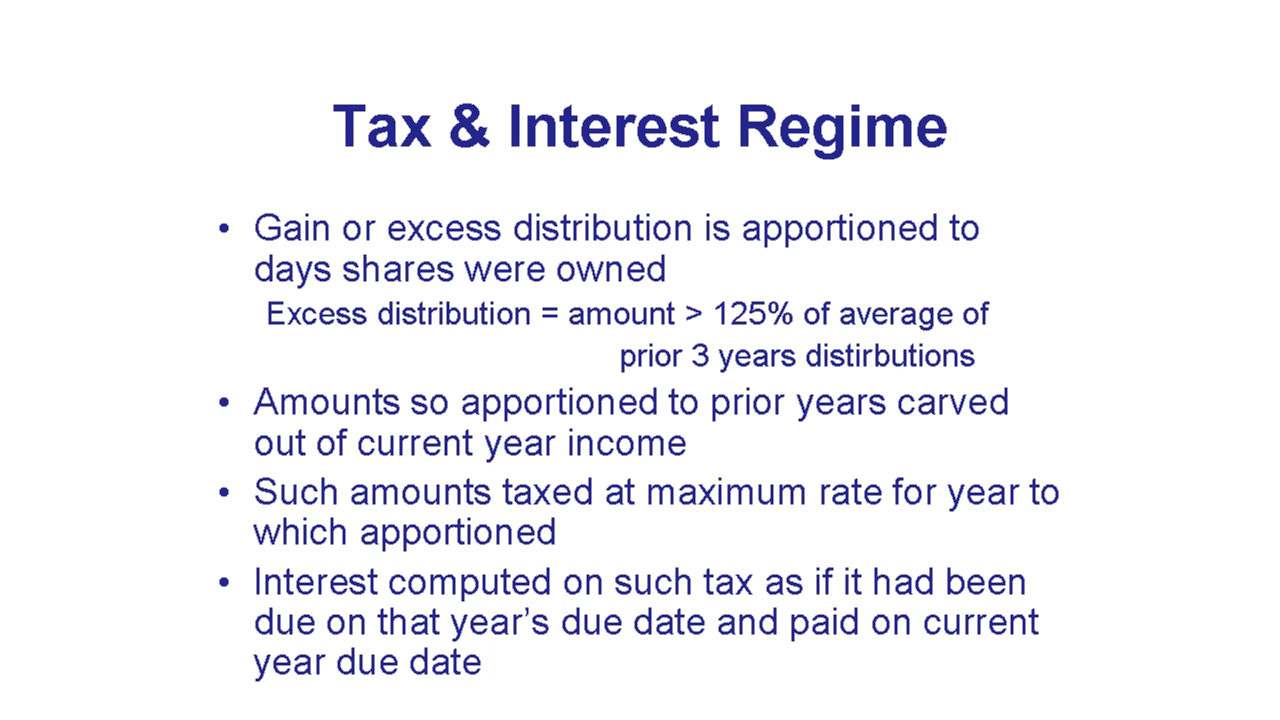 Tax & Interest Regime
• Gain or excess distribution is apportioned to
days shares were owned
Excess distribution = amount > 125% of average of
prior 3 years distirbutions
• Amounts so apportioned to prior years carved
out of current year income
• Such amounts taxed at maximum rate for year to
which apportioned
• Interest computed on such tax as if it had been
due on that year’s due date and paid on current
year due date